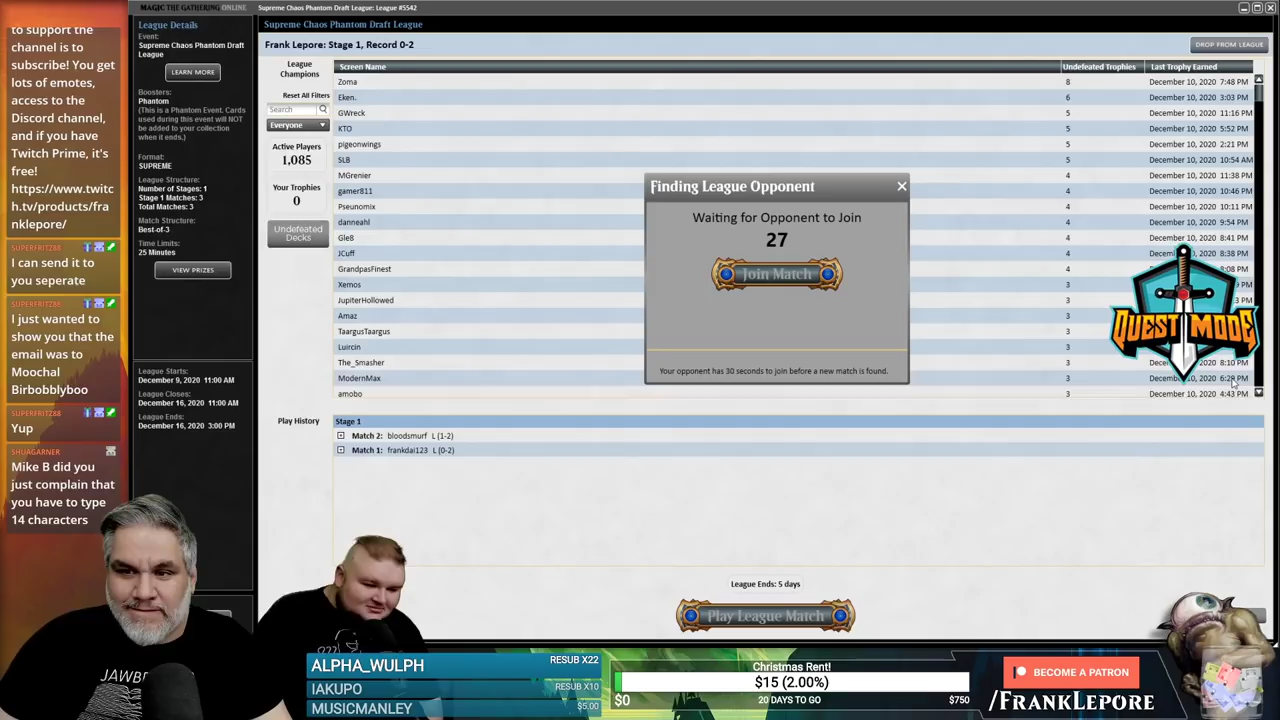 MAGIC THE GATHERING ONLINE
Supreme Chaos Phantom Draft League: League #5542
to support the
channel is to
subscribe! You get
lots of emotes,
access to the
Discord channel,
and if you have
Twitch Prime, it's
free!
https://www.twitc
h.tv/products/fra
nklepore/
SUPERFRITZ88
I can send it to
you seperate
SUPERFRITZ88
I just wanted to
show you that the
email was to
Moochal
Birbobblyboo
SUPERFRITZ88
Yup
SHUAGARNER
Mike B did you
just complain that
you have to type
14 characters
League Details
Event:
Supreme Chaos Phantom Draft
League
LEARN MORE
Boosters:
Phantom
(This is a Phantom Event. Cards
used during this event will NOT
be added to your collection
when it ends.)
Format:
SUPREME
League Structure:
Number of Stages: 1
Stage 1 Matches: 3
Total Matches: 3
Match Structure:
Best-of-3
Time Limits:
25 Minutes
VIEW PRIZES
League Starts:
December 9, 2020 11:00 AM
League Closes:
December 16, 2020 11:00 AM
League Ends:
December 16, 2020 3:00 PM
Supreme Chaos Phantom Draft League
Frank Lepore: Stage 1, Record 0-2
DROP FROM LEAGUE
League
Champions
Reset All Filters
Search
Everyone
Active Players
1,085
Your Trophies
0
Undefeated
Decks
Screen Name Undefeated Trophies Last Trophy Earned
Zoma 8 December 10, 2020 7:48 PM
Eken. 6 December 10, 2020 3:03 PM
GWreck 5 December 10, 2020 11:16 PM
KTO 5 December 10, 2020 5:52 PM
pigeonwings 5 December 10, 2020 2:21 PM
SLB 5 December 10, 2020 10:54 AM
MGrenier 4 December 10, 2020 11:38 PM
gamer811 4 December 10, 2020 10:46 PM
Pseunomix 4 December 10, 2020 10:11 PM
danneahl 4 December 10, 2020 9:54 PM
Gle8 4 December 10, 2020 8:41 PM
JCuff 4 2020 8:38 PM
GrandpasFinest 4 PM
Xemos 3 PM
JupiterHollowed 3 PM
Amaz 3
TaargusTaargus 3
Luircin 3
The_Smasher 3 8:10 PM
ModernMax 3 PM
amobo 3 December 10, 2020 4:43 PM
Finding League Opponent
Waiting for Opponent to Join
27
Join Match
Your opponent has 30 seconds to join before a new match is found.
QUEST MODE
Play History
Stage 1
Match 2: bloodsmurf L (1-2)
Match 1: frankdai123 L (0-2)
League Ends: 5 days
Play League Match
JAWBR
ALPHA_WULPH RESUB X22
IAKUPO RESUB X10
MUSICMANLEY $5.00
Christmas Rent!
$15 (2.00%)
$0 20 DAYS TO GO $750
BECOME A PATRON
/FRANKLEPORE